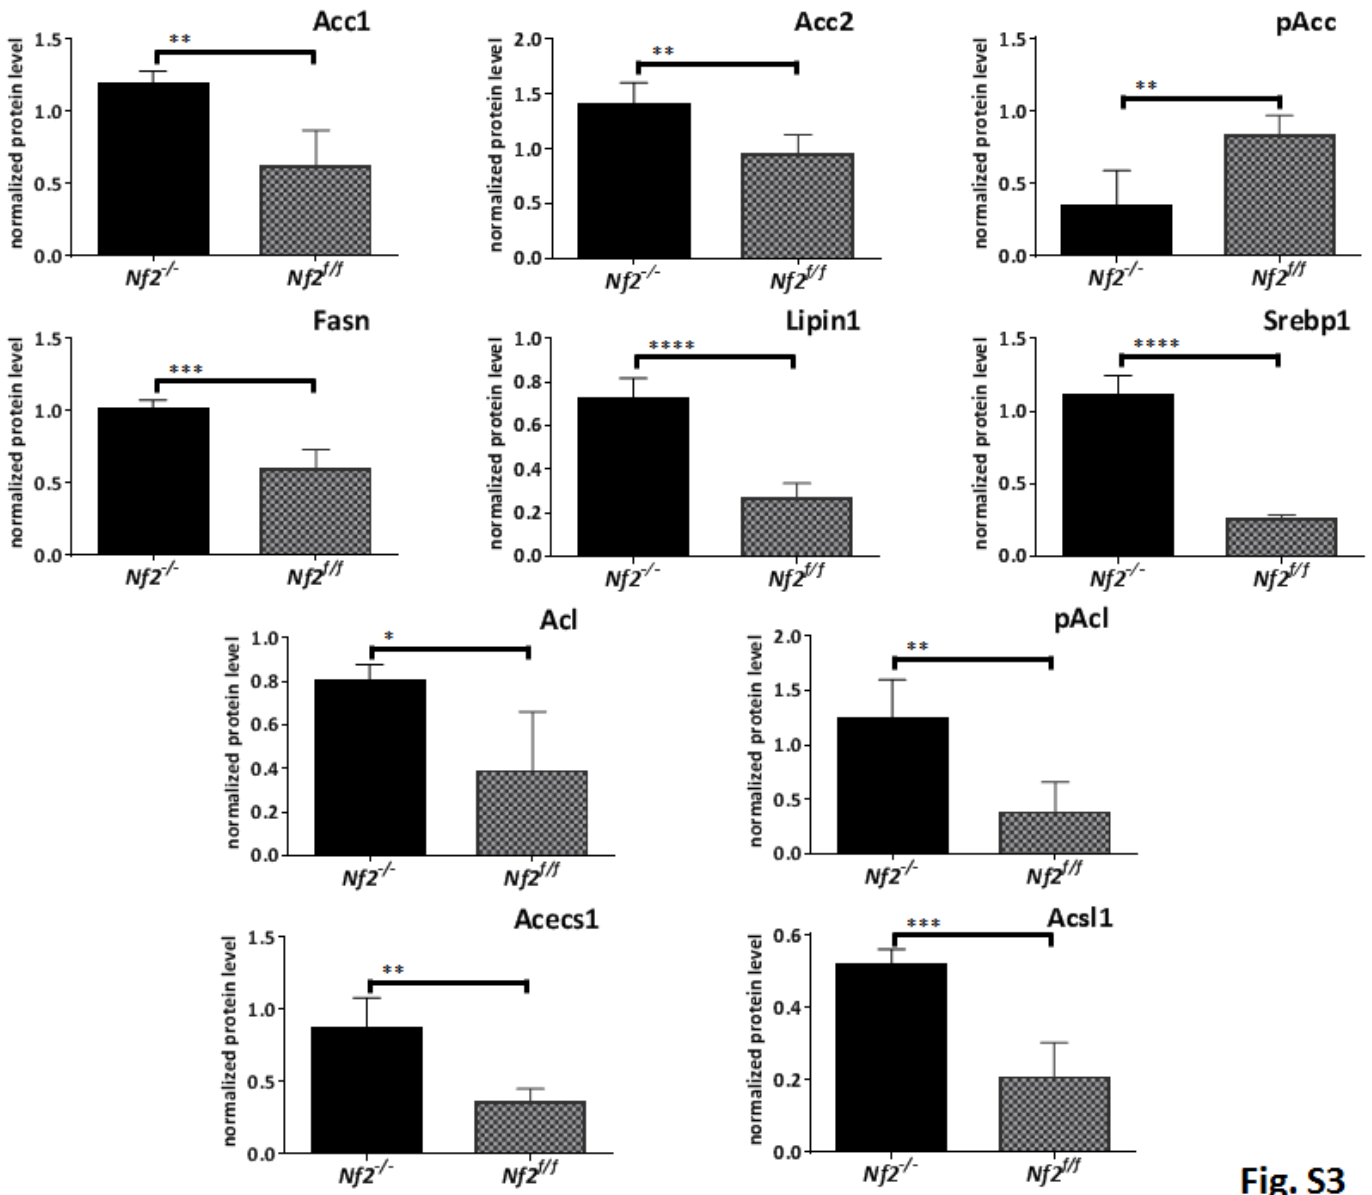 Acc1
**
normalized protein level
1.5
1.0
0.5
0.0
Nf2-/-
Nf2f/f
Acc2
**
normalized protein level
2.0
1.5
1.0
0.5
0.0
Nf2-/-
Nf2f/f
pAcc
**
normalized protein level
1.5
1.0
0.5
0.0
Nf2-/-
Nf2f/f
Fasn
***
normalized protein level
1.5
1.0
0.5
0.0
Nf2-/-
Nf2f/f
Lipin1
****
normalized protein level
1.0
0.8
0.6
0.4
0.2
0.0
Nf2-/-
Nf2f/f
Srebp1
****
normalized protein level
1.5
1.0
0.5
0.0
Nf2-/-
Nf2f/f
Acl
*
normalized protein level
1.0
0.8
0.6
0.4
0.2
0.0
Nf2-/-
Nf2f/f
pAcl
**
normalized protein level
2.0
1.5
1.0
0.5
0.0
Nf2-/-
Nf2f/f
Acecs1
**
normalized protein level
1.5
1.0
0.5
0.0
Nf2-/-
Nf2f/f
Acsl1
***
normalized protein level
0.6
0.4
0.2
0.0
Nf2-/-
Nf2f/f
Fig. S3